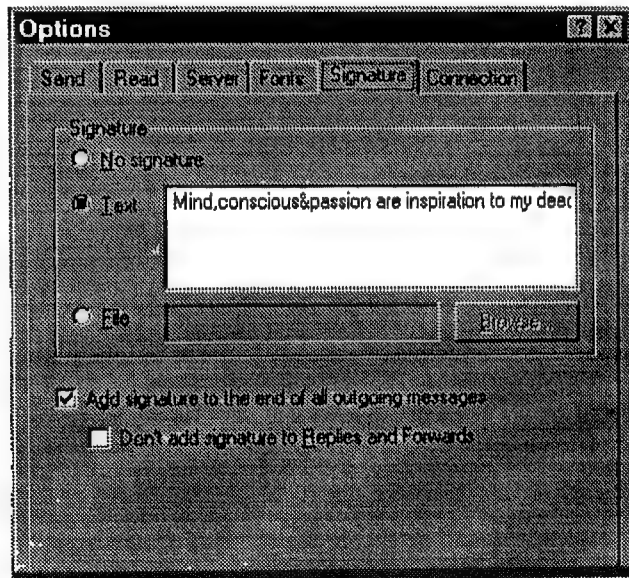 Options
Send Read Server Fonts Signature Connection
Signature
No signature
Text Mind,conscious&passion are inspiration to my deed
File Browse...
Add signature to the end of all outgoing messages
Don't add signature to Replies and Forwards